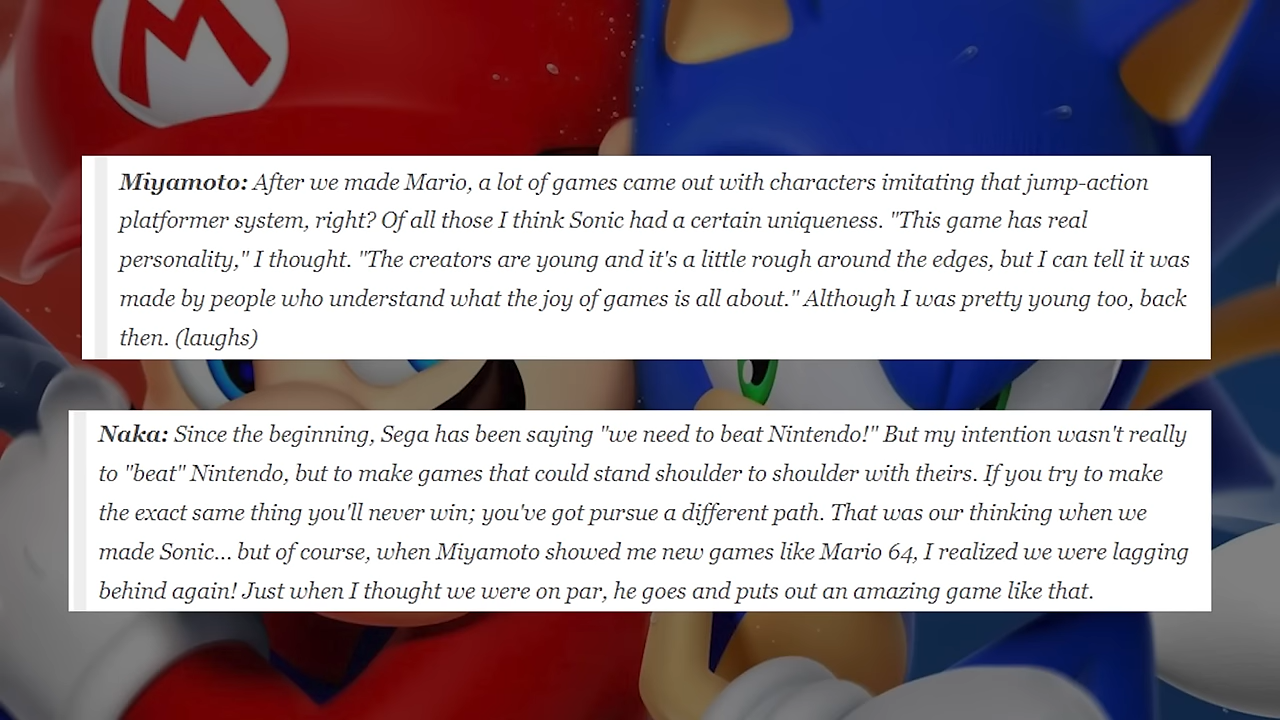 M
Miyamoto: After we made Mario, a lot of games came out with characters imitating that jump-action
platformer system, right? Of all those I think Sonic had a certain uniqueness. "This game has real
personality," I thought. "The creators are young and it's a little rough around the edges, but I can tell it was
made by people who understand what the joy of games is all about." Although I was pretty young too, back
then. (laughs)
Naka: Since the beginning, Sega has been saying "we need to beat Nintendo!" But my intention wasn't really
to "beat" Nintendo, but to make games that could stand shoulder to shoulder with theirs. If you try to make
the exact same thing you'll never win; you've got pursue a different path. That was our thinking when we
made Sonic... but of course, when Miyamoto showed me new games like Mario 64, I realized we were lagging
behind again! Just when I thought we were on par, he goes and puts out an amazing game like that.